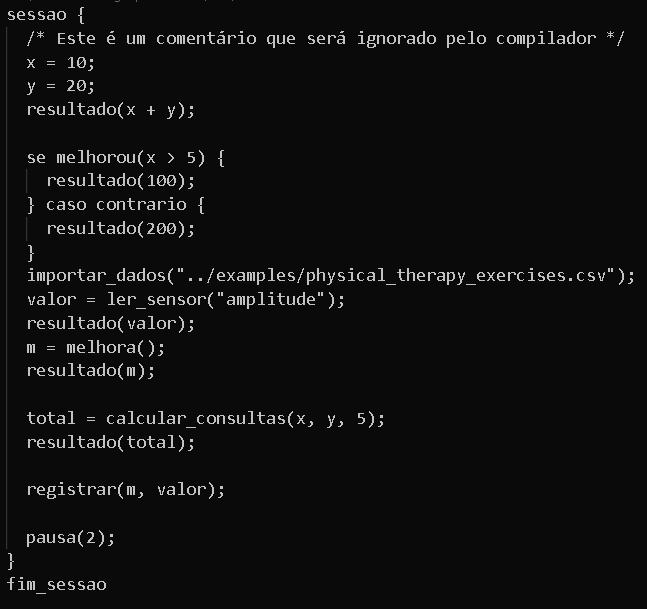 sessao {
/* Este é um comentário que será ignorado pelo compilador */
x = 10;
y = 20;
resultado(x + y);
se melhorou(x > 5) {
resultado(100);
} caso contrario {
resultado(200);
}
importar_dados("../examples/physical_therapy_exercises.csv");
valor = ler_sensor("amplitude");
resultado(valor);
m = melhora();
resultado(m);
total = calcular_consultas(x, y, 5);
resultado(total);
registrar(m, valor);
pausa(2);
}
fim_sessao